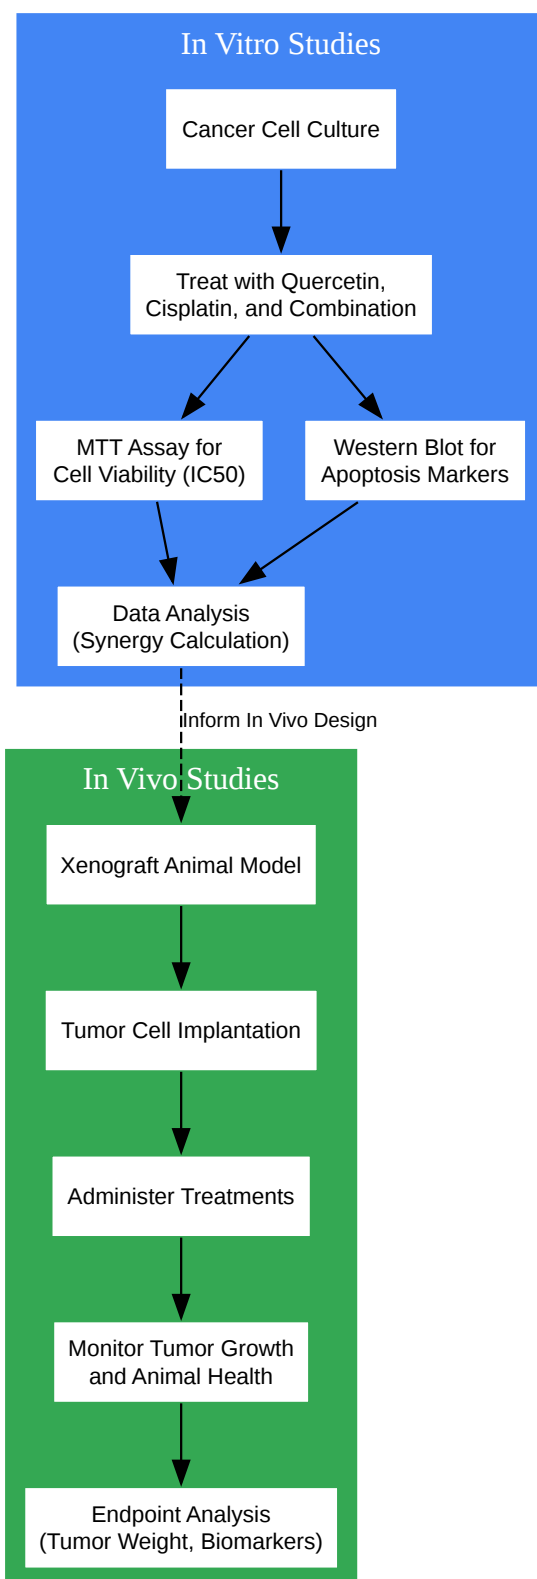 In Vitro Studies
Cancer Cell Culture
Treat with Quercetin,
Cisplatin, and Combination
MTT Assay for
Cell Viability (IC50)
Western Blot for
Apoptosis Markers
Data Analysis
(Synergy Calculation)
Inform In Vivo Design
In Vivo Studies
Xenograft Animal Model
Tumor Cell Implantation
Administer Treatments
Monitor Tumor Growth
and Animal Health
Endpoint Analysis
(Tumor Weight, Biomarkers)